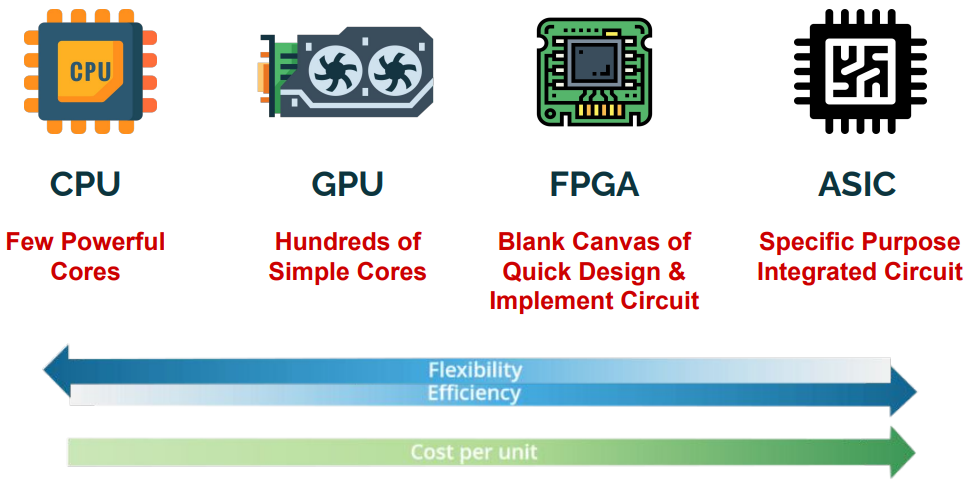 CPU
CPU
GPU
FPGA
ASIC
Few Powerful
Cores
Hundreds of
Simple Cores
Blank Canvas of
Quick Design &
Implement Circuit
Specific Purpose
Integrated Circuit
Flexibility
Efficiency
Cost per unit